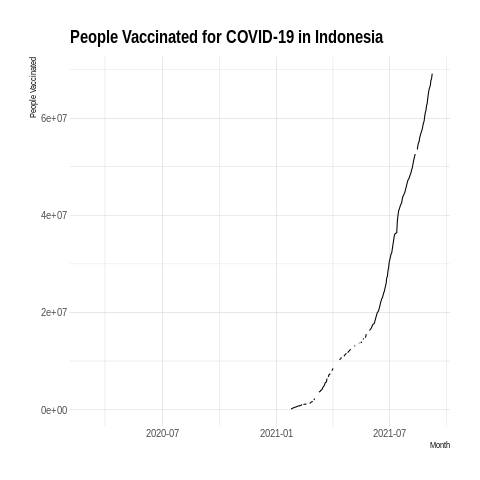 People Vaccinated for COVID-19 in Indonesia
People Vaccinated
6e+07
4e+07
2e+07
0e+00
2020-07 2021-01 2021-07
Month